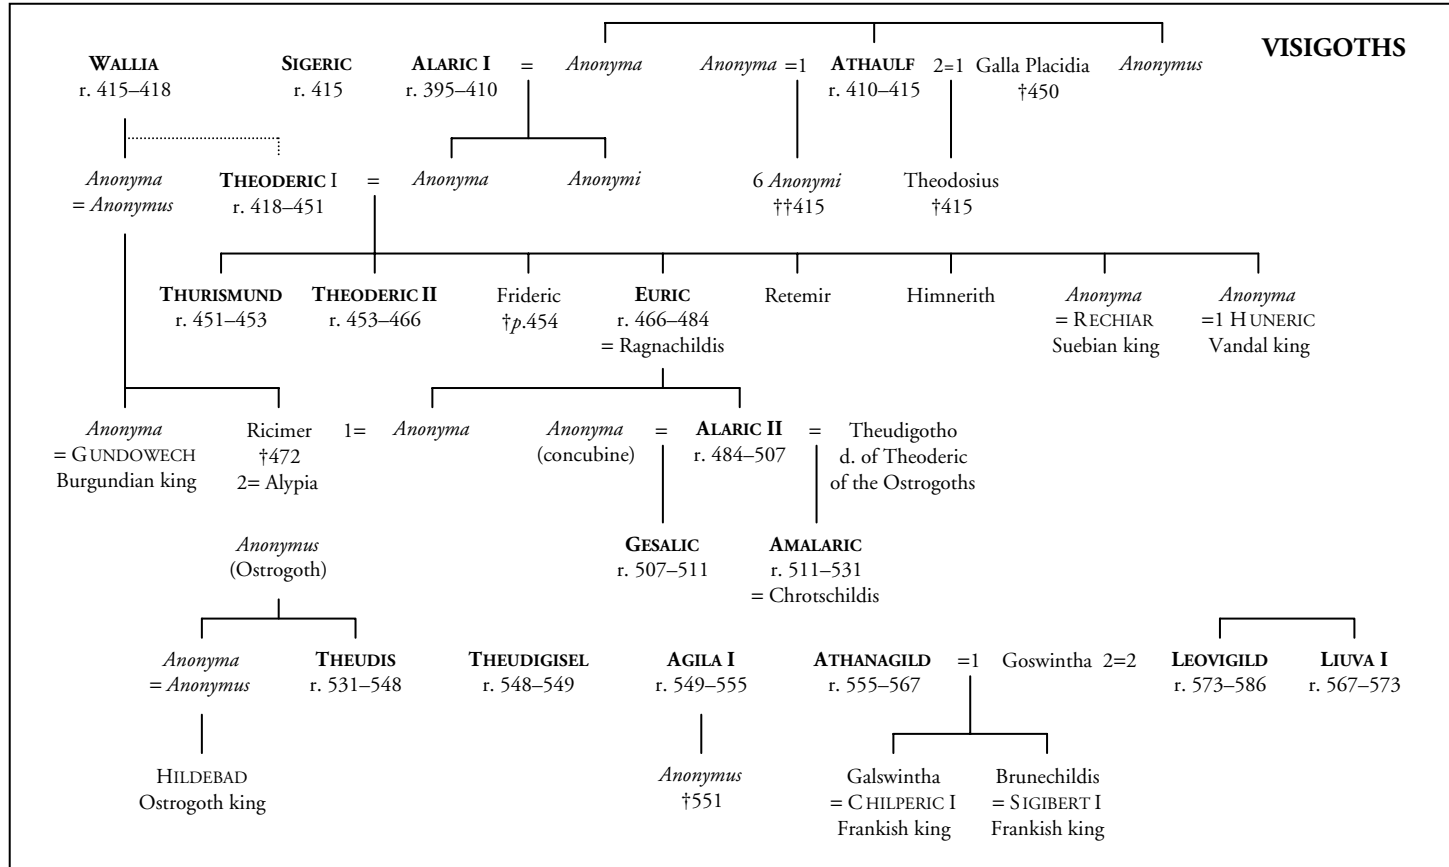 VISIGOTHS
WALLIA SIGERIC ALARIC I = Anonyma Anonyma =1 ATHAULF 2=1 Galla Placidia Anonymus
r. 415–418 r. 415 r. 395–410 r. 410–415 †450
Anonyma THEODERIC I = Anonyma Anonymi 6 Anonymi Theodosius
= Anonymus r. 418–451 ††415 †415
THURISMUND THEODERIC II Frideric EURIC Retemir Himnerith Anonyma Anonyma
r. 451–453 r. 453–466 †p.454 r. 466–484 = RECHIAR =1 HUNERIC
= Ragnachildis Suebian king Vandal king
Anonyma Ricimer 1= Anonyma Anonyma = ALARIC II = Theudigotho
= GUNDOWECH †472 (concubine) r. 484–507 d. of Theoderic
Burgundian king 2= Alypia of the Ostrogoths
Anonymus GESALIC AMALARIC
(Ostrogoth) r. 507–511 r. 511–531
= Chrotschildis
Anonyma THEUDIS THEUDIGISEL AGILA I ATHANAGILD =1 Goswintha 2=2 LEOVIGILD LIUVA I
= Anonymus r. 531–548 r. 548–549 r. 549–555 r. 555–567 r. 573–586 r. 567–573
HILDEBAD Anonymus Galswintha Brunechildis
Ostrogoth king †551 = CHILPERIC I = SIGIBERT I
Frankish king Frankish king